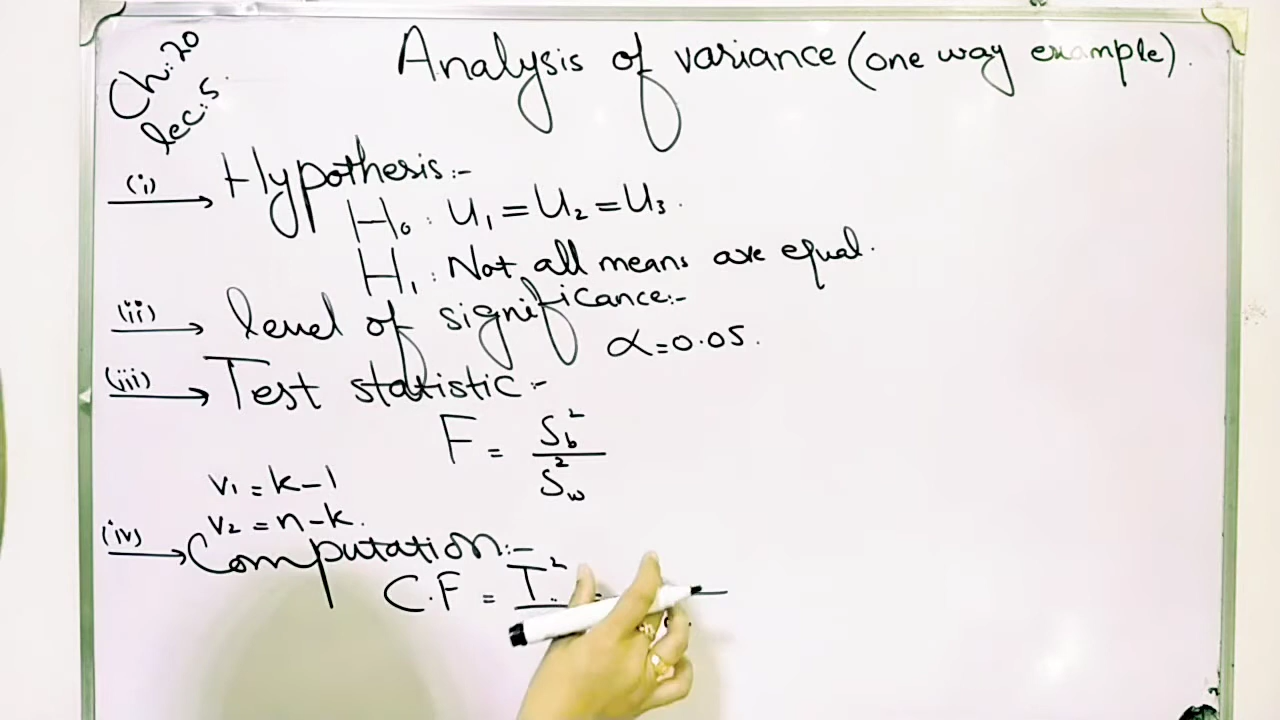 Ch:20
lec:5.
Analysis of variance (one way example).
(i) → Hypothesis:-
H₀ : U₁ = U₂ = U₃.
H₁ : Not all means are equal.
(ii) → level of significance:-
α = 0.05.
(iii) → Test statistic:-
F = S_b² / S_w²
v₁ = k-1
v₂ = n-k.
(iv) → Computation:-
C.F = T..² =